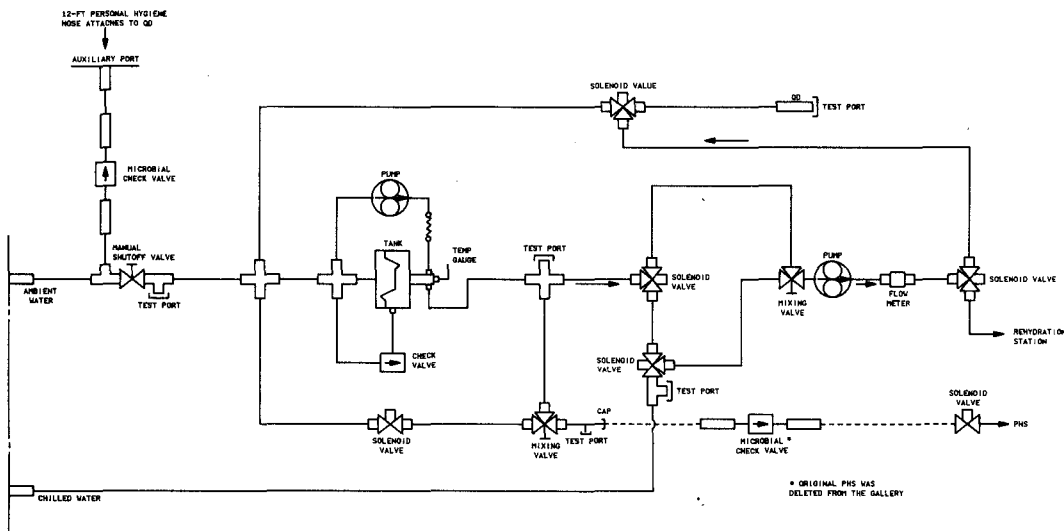 12-FT PERSONAL HYGIENE
HOSE ATTACHES TO QD
AUXILIARY PORT
SOLENOID VALUE
QD
TEST PORT
MICROBIAL
CHECK VALVE
PUMP
MANUAL
SHUTOFF VALVE
TANK
TEMP
GAUGE
TEST PORT
PUMP
AMBIENT
WATER
TEST PORT
SOLENOID
VALVE
MIXING
VALVE
FLOW
METER
SOLENOID
VALVE
REHYDRATION
STATION
CHECK
VALVE
SOLENOID
VALVE
TEST PORT
SOLENOID
VALVE
CAP
SOLENOID
VALVE
MIXING
VALVE
TEST PORT
MICROBIAL *
CHECK VALVE
PHS
CHILLED WATER
* ORIGINAL PHS WAS
DELETED FROM THE GALLERY